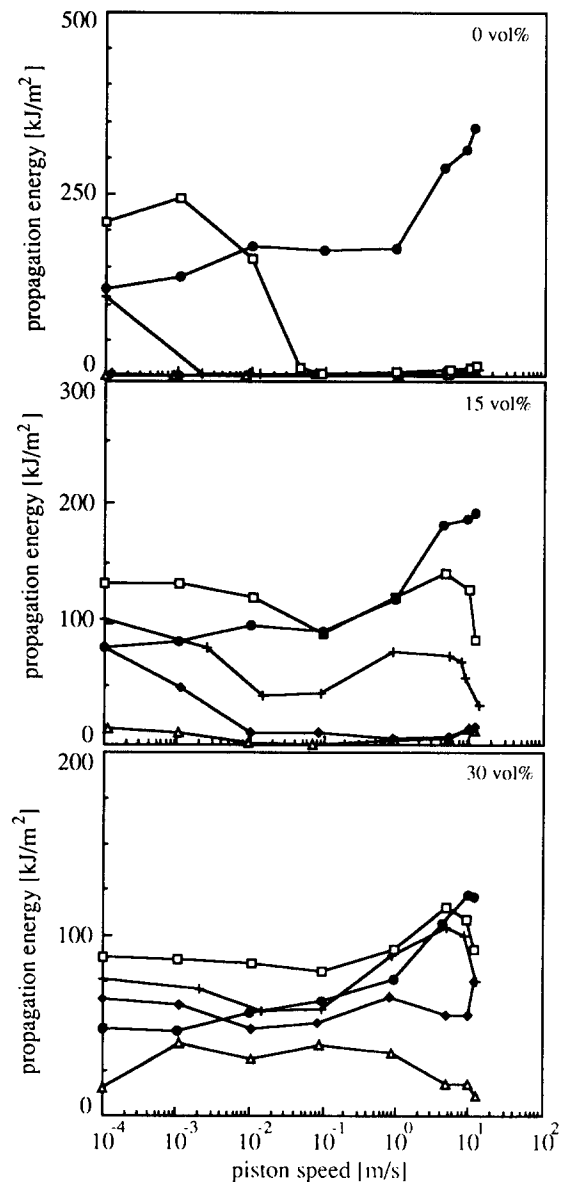 500
0 vol%
propagation energy [kJ/m²]
250
0
300
15 vol%
propagation energy [kJ/m²]
200
100
0
200
30 vol%
propagation energy [kJ/m²]
100
0
10⁻⁴ 10⁻³ 10⁻² 10⁻¹ 10⁰ 10¹ 10²
piston speed [m/s]